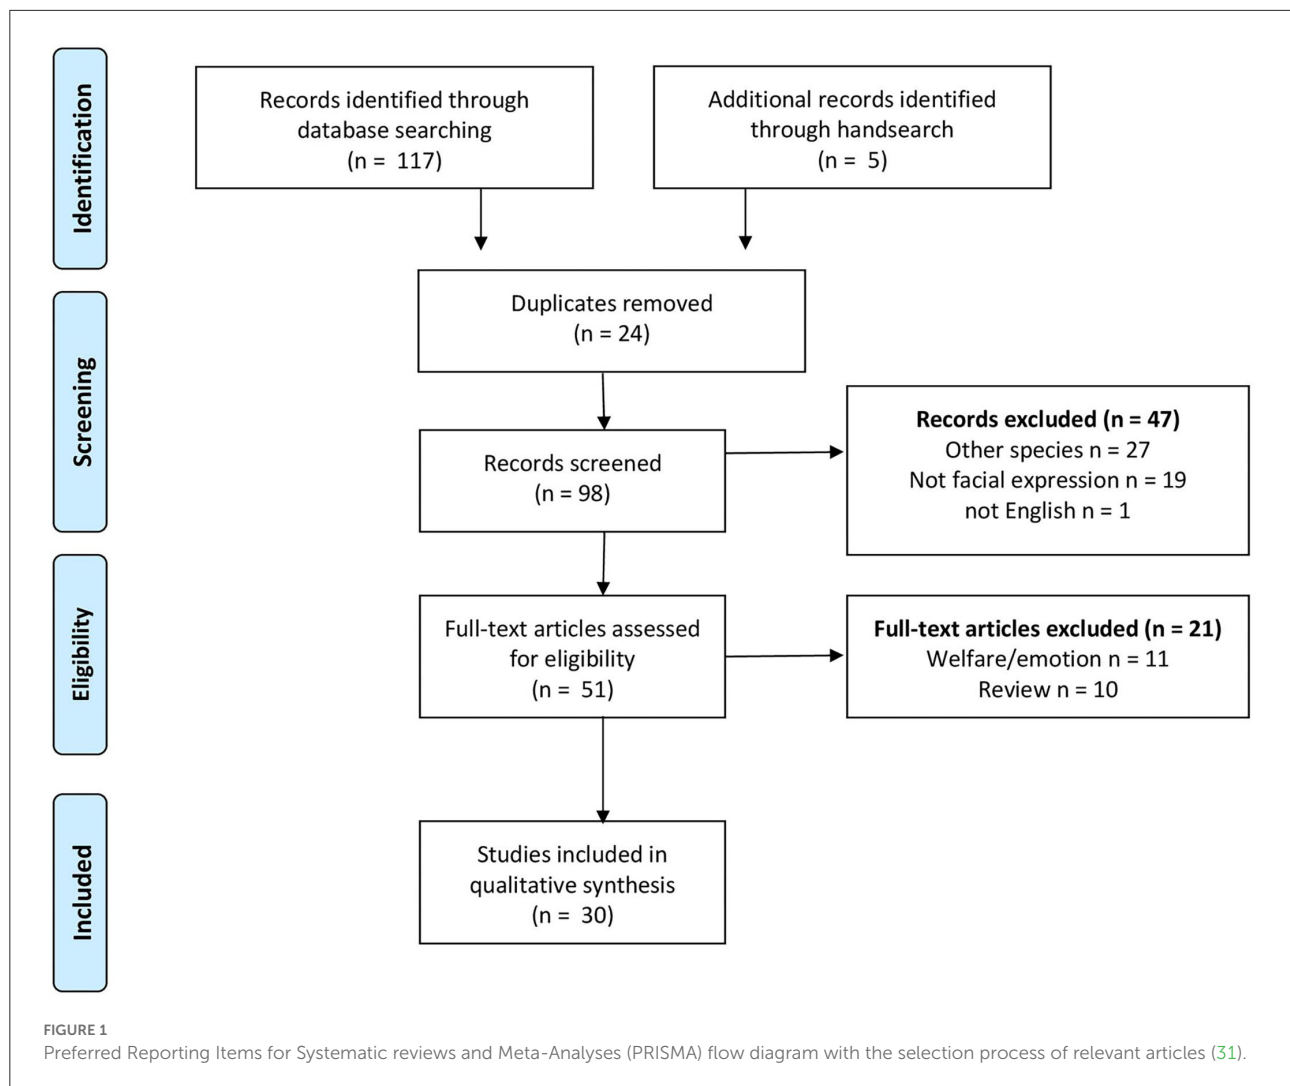 Identification
Records identified through
database searching
(n = 117)
Additional records identified
through handsearch
(n = 5)
Screening
Duplicates removed
(n = 24)
Records screened
(n = 98)
Records excluded (n = 47)
Other species n = 27
Not facial expression n = 19
not English n = 1
Eligibility
Full-text articles assessed
for eligibility
(n = 51)
Full-text articles excluded (n = 21)
Welfare/emotion n = 11
Review n = 10
Included
Studies included in
qualitative synthesis
(n = 30)
FIGURE 1
Preferred Reporting Items for Systematic reviews and Meta-Analyses (PRISMA) flow diagram with the selection process of relevant articles (31).